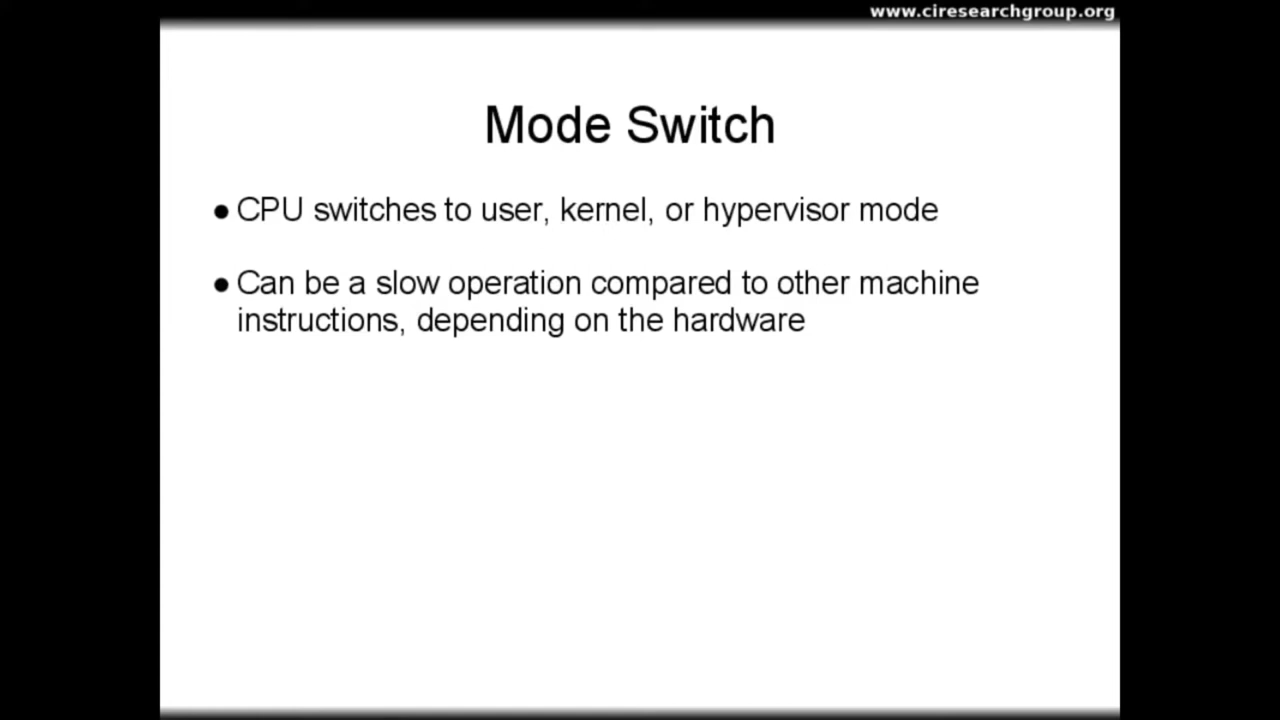 www.ciresearchgroup.org
Mode Switch
● CPU switches to user, kernel, or hypervisor mode
● Can be a slow operation compared to other machine
instructions, depending on the hardware